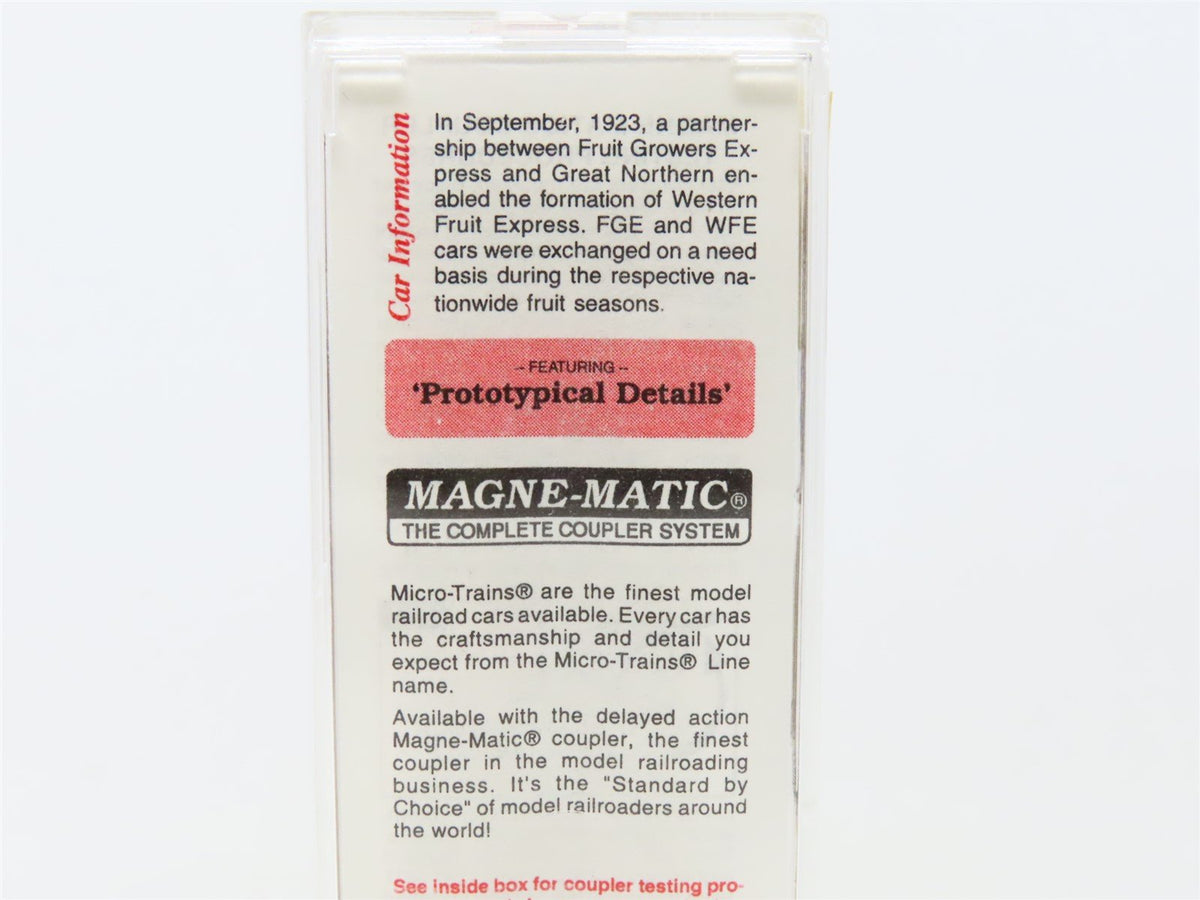 Car Information
In September, 1923, a partner-
ship between Fruit Growers Ex-
press and Great Northern en-
abled the formation of Western
Fruit Express. FGE and WFE
cars were exchanged on a need
basis during the respective na-
tionwide fruit seasons.
-- FEATURING --
'Prototypical Details'
MAGNE-MATIC®
THE COMPLETE COUPLER SYSTEM
Micro-Trains® are the finest model
railroad cars available. Every car has
the craftsmanship and detail you
expect from the Micro-Trains® Line
name.
Available with the delayed action
Magne-Matic® coupler, the finest
coupler in the model railroading
business. It's the "Standard by
Choice" of model railroaders around
the world!
See inside box for coupler testing pro-